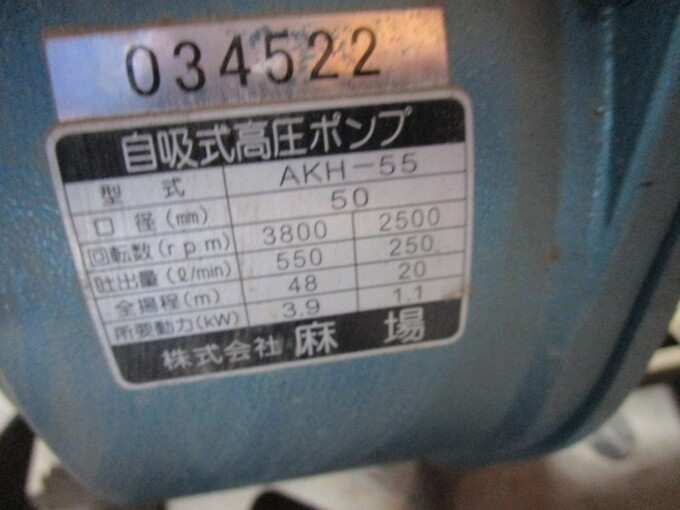 034522
自吸式高圧ポンプ
型式 AKH-55
口径(mm) 50
回転数(rpm) 3800 2500
吐出量(ℓ/min) 550 250
全揚程(m) 48 20
所要動力(kW) 3.9 1.1
株式会社 麻場